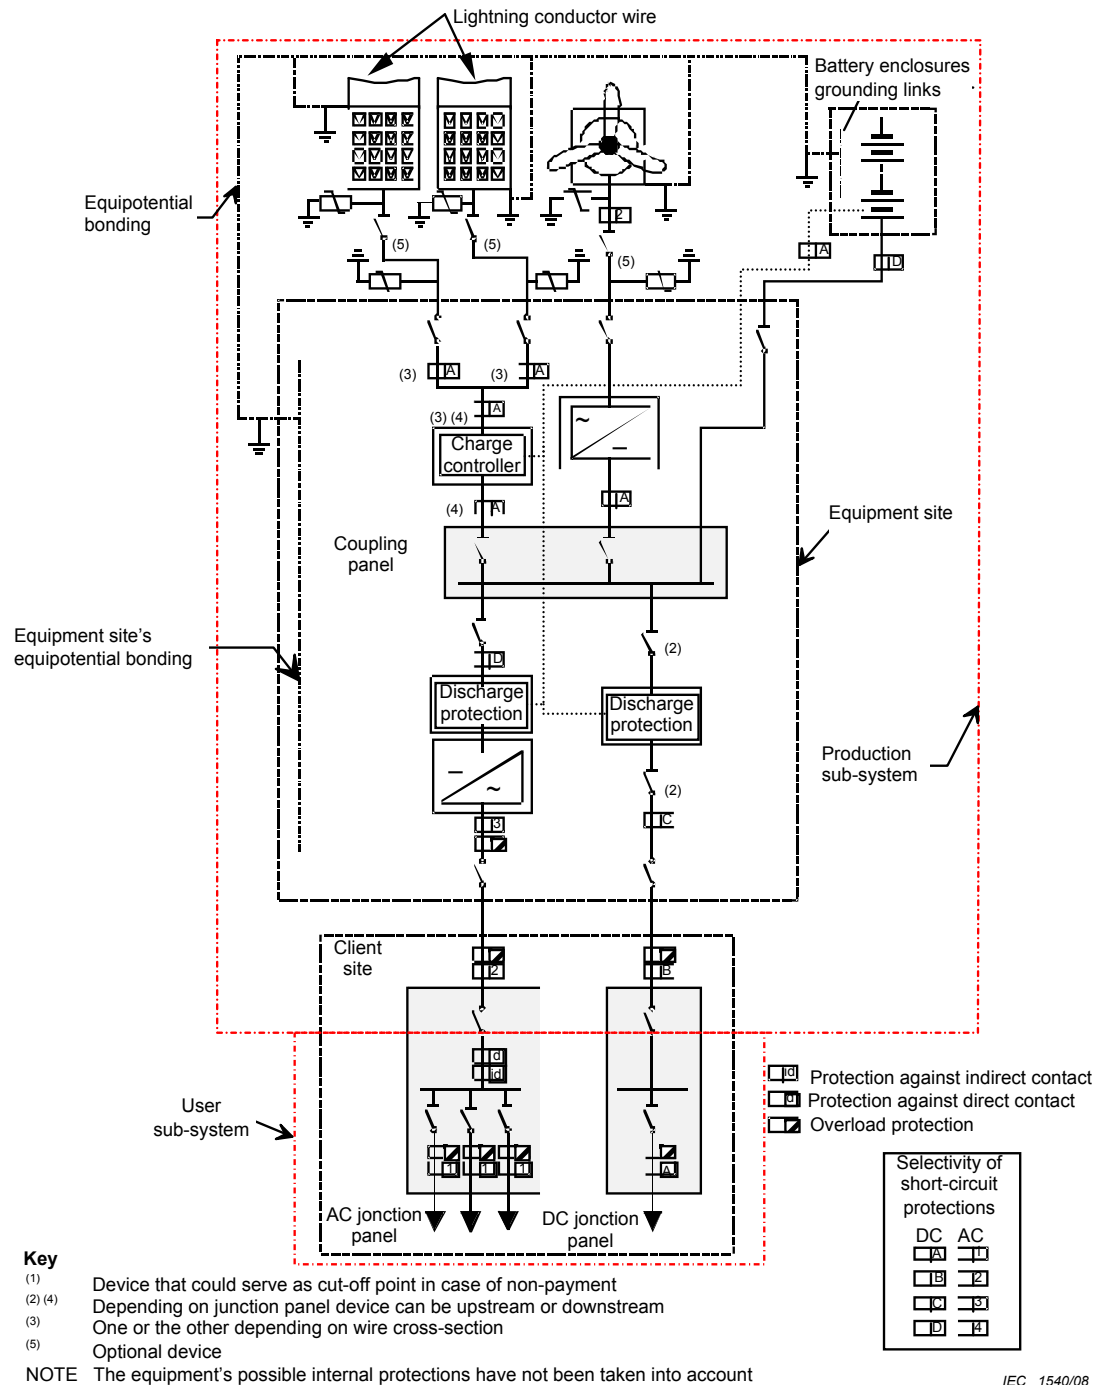 Lightning conductor wire
Battery enclosures
grounding links
Equipotential
bonding
2
(5)
(5)
(5)
A
D
(3)
A
(3)
A
(3) (4)
A
Charge
controller
~
–
(4)
A
A
Equipment site
Coupling
panel
Equipment site's
equipotential bonding
(2)
D
Discharge
protection
Discharge
protection
Production
sub-system
–
~
(2)
3
C
Client
site
2
B
d
id
id
Protection against indirect contact
d
Protection against direct contact
Overload protection
User
sub-system
1
1
1
A
AC jonction
panel
DC jonction
panel
Selectivity of
short-circuit
protections
DC AC
A 1
B 2
C 3
D 4
Key
(1) Device that could serve as cut-off point in case of non-payment
(2) (4) Depending on junction panel device can be upstream or downstream
(3) One or the other depending on wire cross-section
(5) Optional device
NOTE The equipment's possible internal protections have not been taken into account
IEC 1540/08